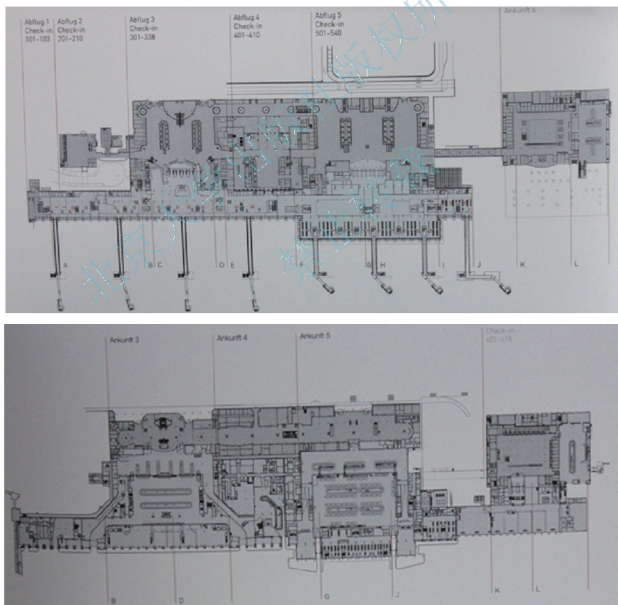 Abflug 1
Check-in
101-103
Abflug 2
Check-in
201-210
Abflug 3
Check-in
301-338
Abflug 4
Check-in
401-410
Abflug 5
Check-in
501-540
Ankunft 6
A
B
C
D
E
F
G
H
I
J
K
L
Ankunft 3
Ankunft 4
Ankunft 5
Check-in
B
D
G
J
K
L